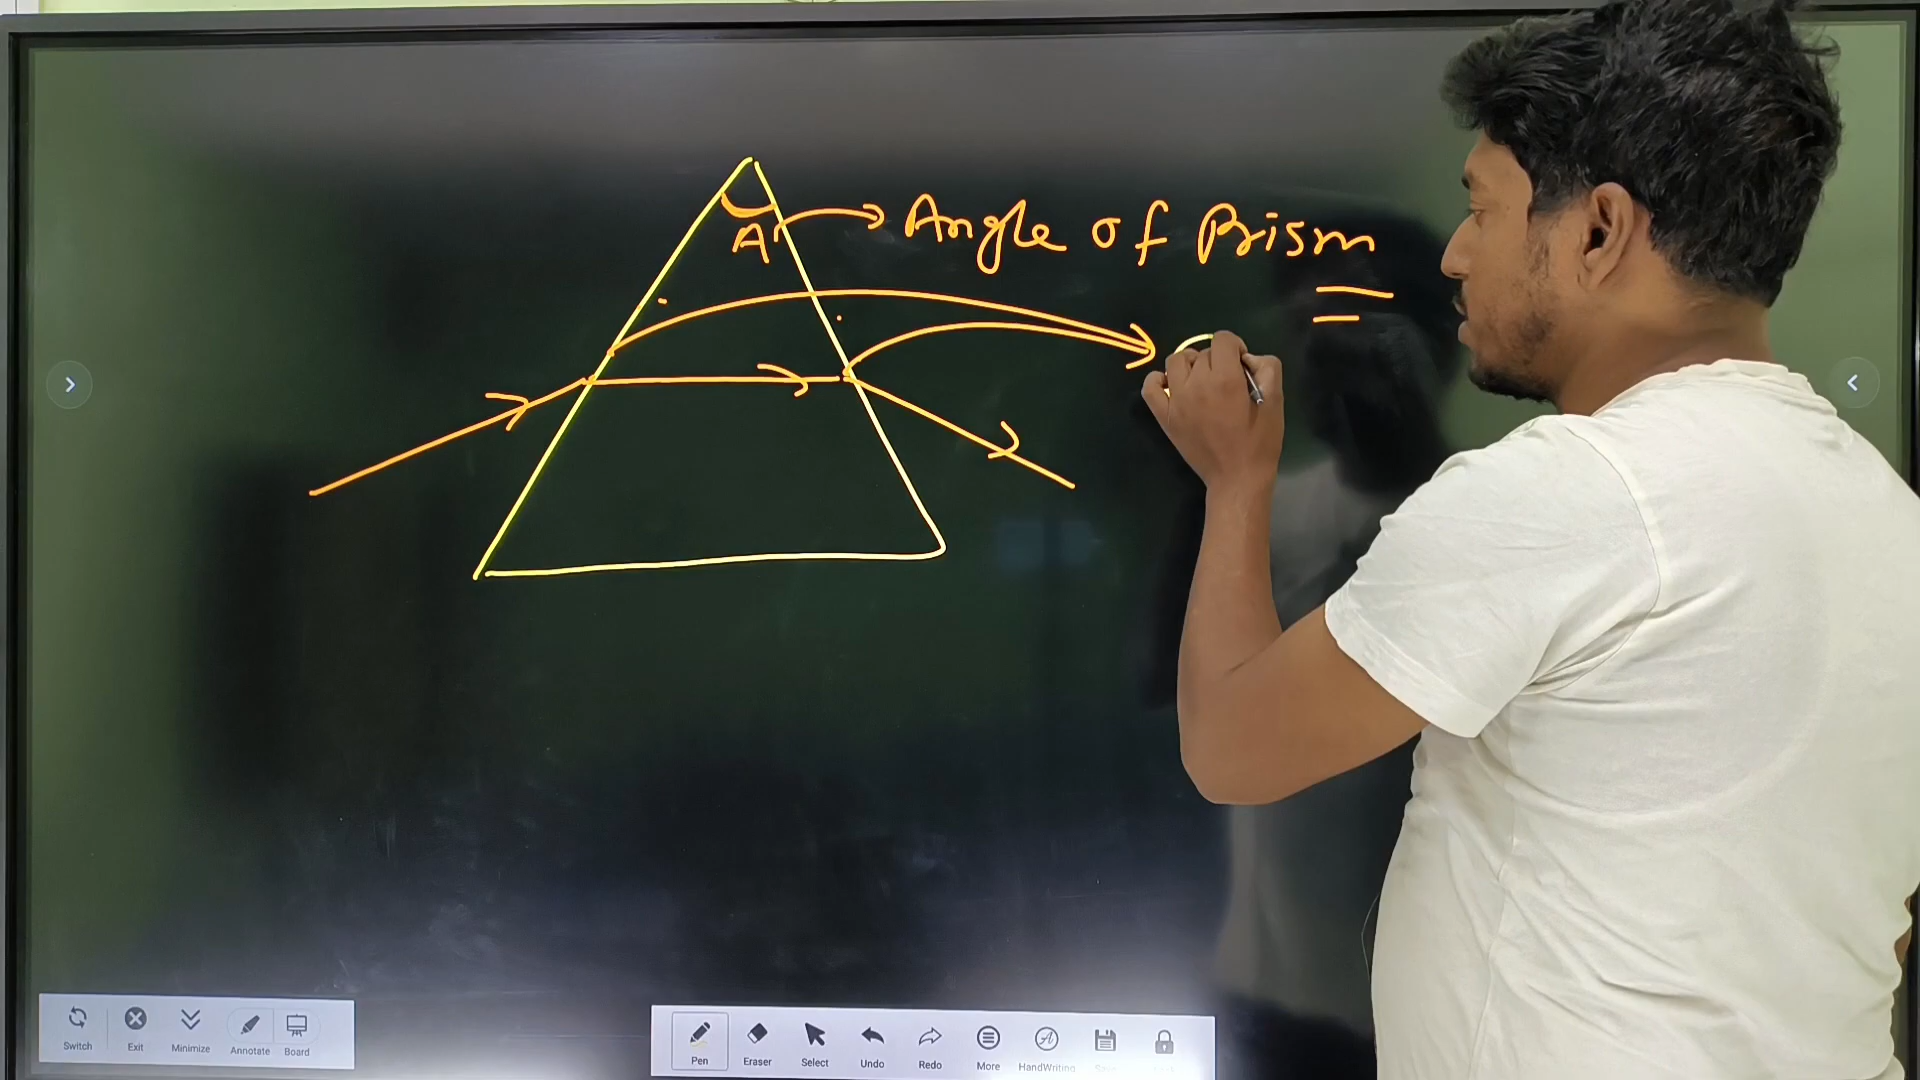 A → Angle of Prism
Switch Exit Minimize Annotate Board
Pen Eraser Select Undo Redo More HandWriting